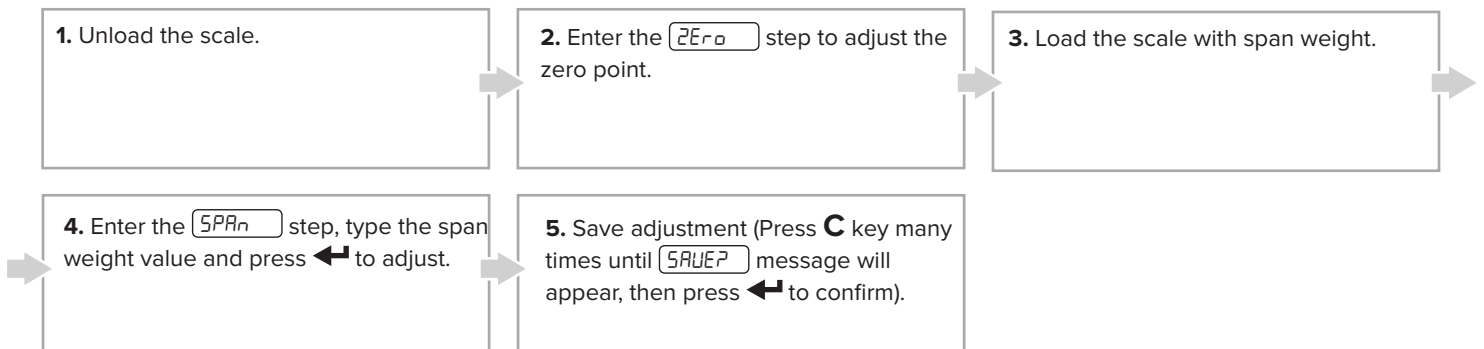 1. Unload the scale.
2. Enter the ZEro step to adjust the
zero point.
3. Load the scale with span weight.
4. Enter the SPAn step, type the span
weight value and press to adjust.
5. Save adjustment (Press C key many
times until SAVE? message will
appear, then press to confirm).